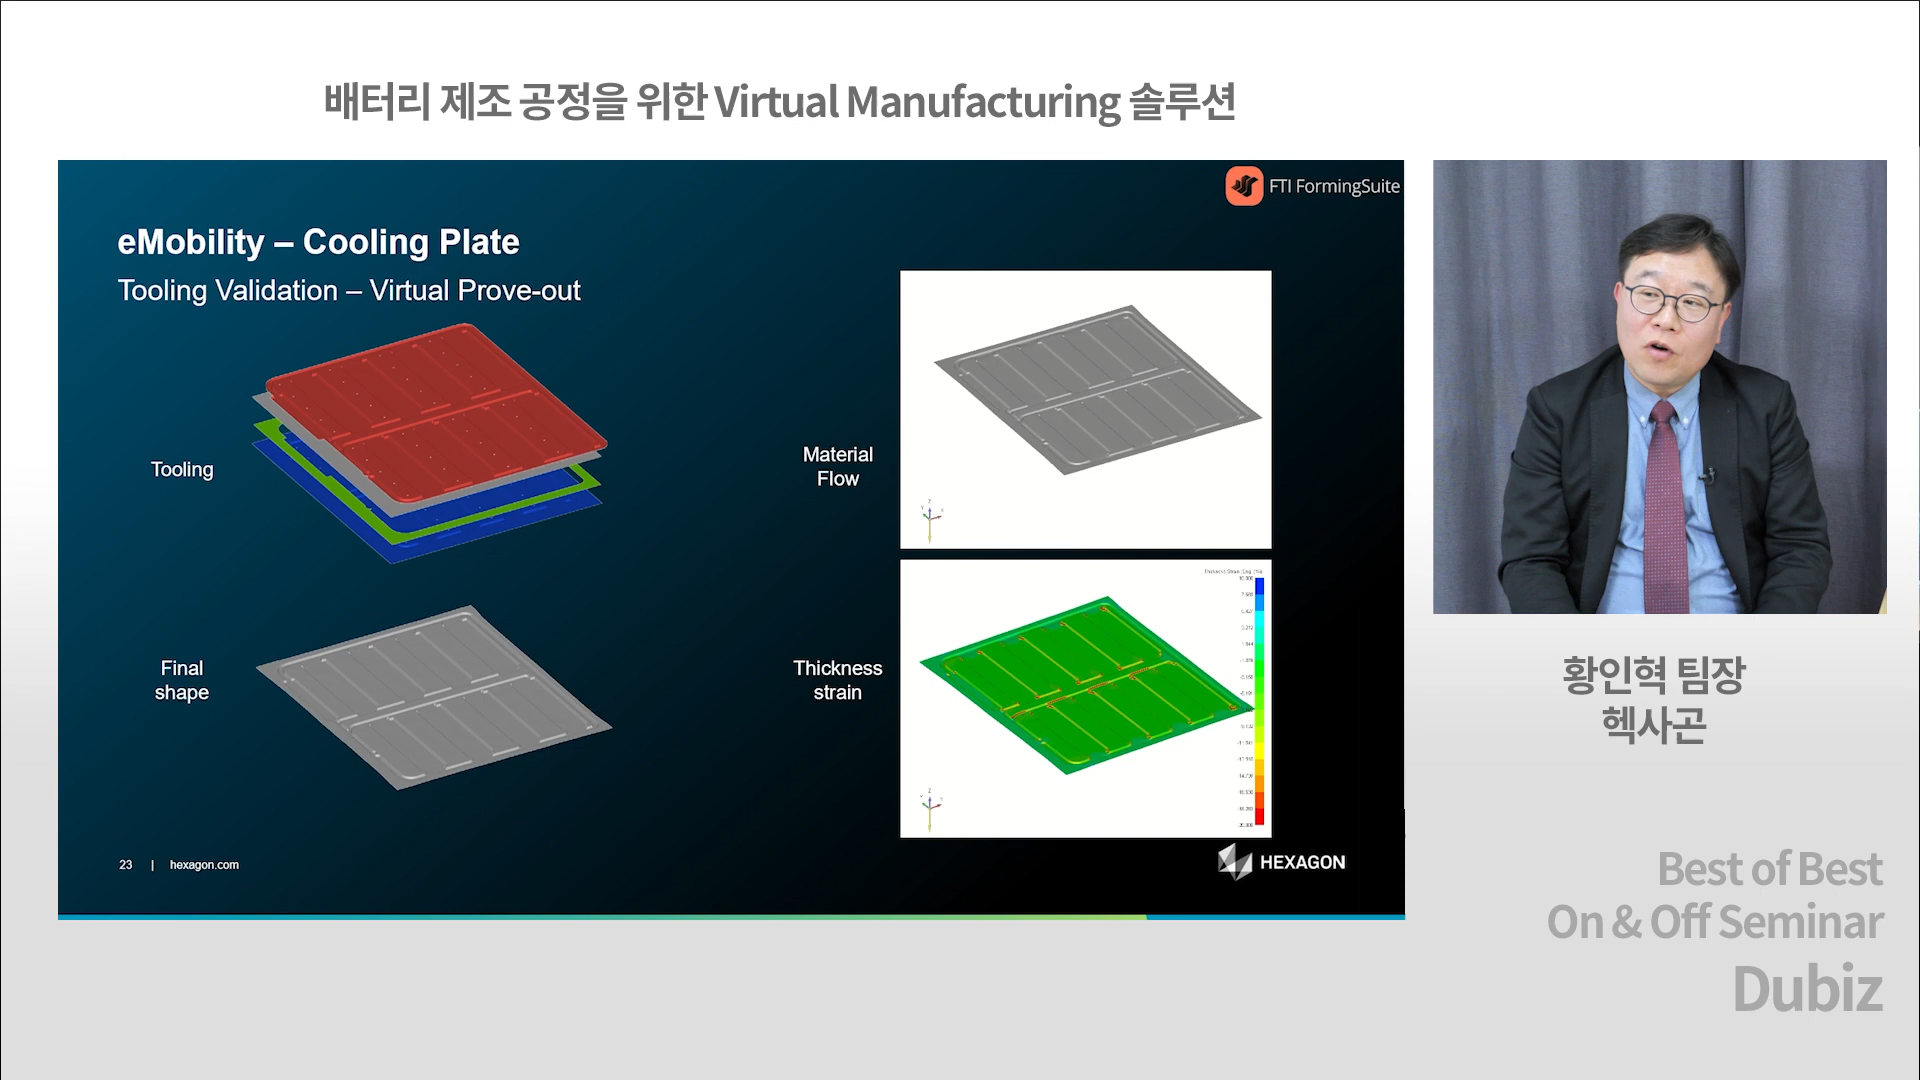 배터리 제조 공정을 위한 Virtual Manufacturing 솔루션
FTI FormingSuite
eMobility – Cooling Plate
Tooling Validation – Virtual Prove-out
Tooling
Material
Flow
Final
shape
Thickness
strain
23 | hexagon.com
HEXAGON
황인혁 팀장
헥사곤
Best of Best
On & Off Seminar
Dubiz